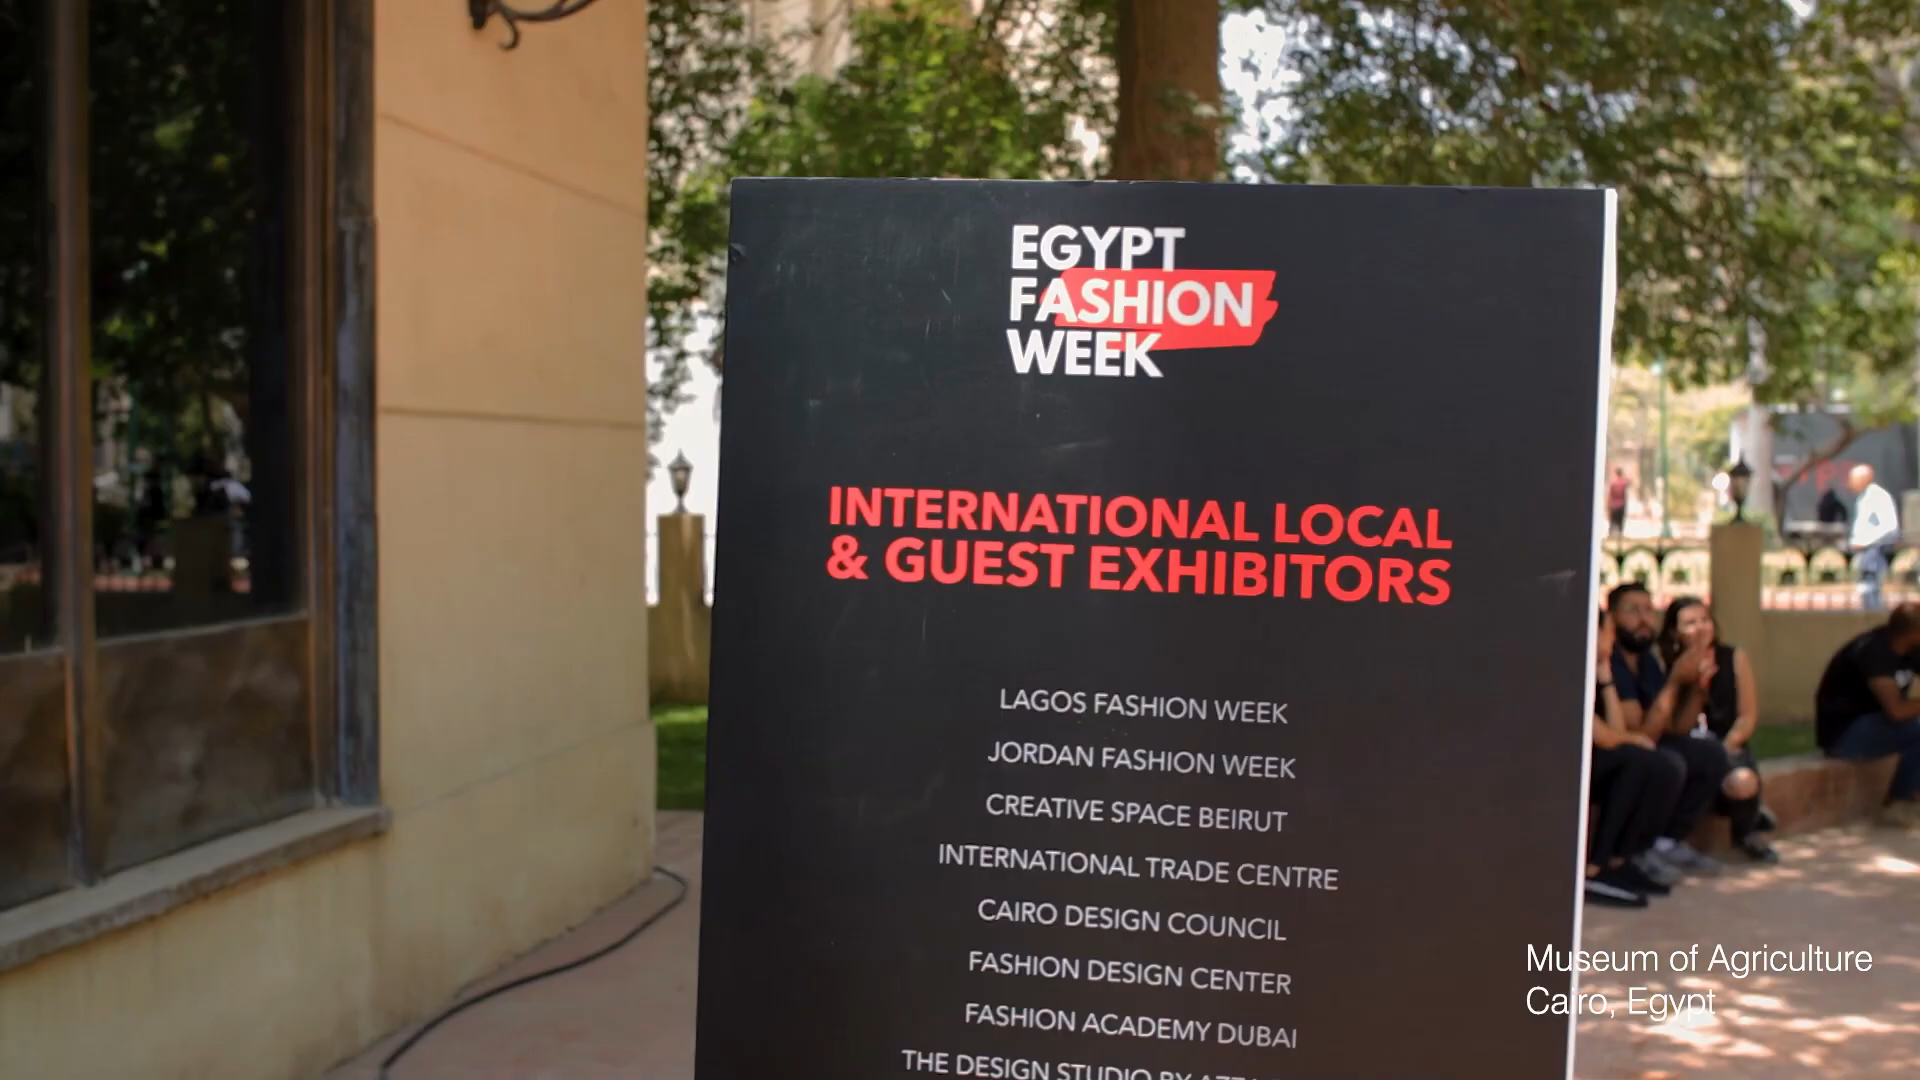 EGYPT
FASHION
WEEK
INTERNATIONAL LOCAL
& GUEST EXHIBITORS
LAGOS FASHION WEEK
JORDAN FASHION WEEK
CREATIVE SPACE BEIRUT
INTERNATIONAL TRADE CENTRE
CAIRO DESIGN COUNCIL
FASHION DESIGN CENTER
FASHION ACADEMY DUBAI
THE DESIGN STUDIO BY
Museum of Agriculture
Cairo, Egypt